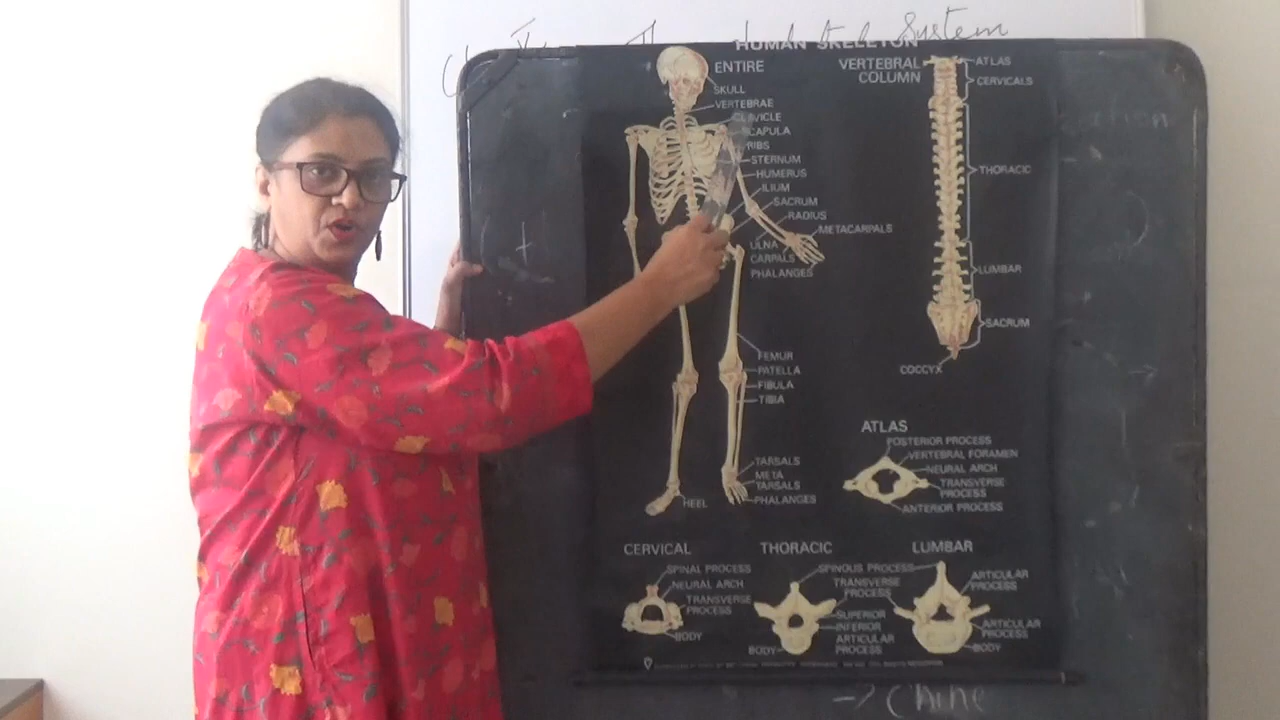 System
HUMAN SKELETON
ENTIRE
SKULL
VERTEBRAE
CLAVICLE
SCAPULA
RIBS
STERNUM
HUMERUS
ILIUM
SACRUM
RADIUS
METACARPALS
ULNA
CARPALS
PHALANGES
FEMUR
PATELLA
FIBULA
TIBIA
TARSALS
META
TARSALS
PHALANGES
HEEL
VERTEBRAL
COLUMN
ATLAS
CERVICALS
THORACIC
LUMBAR
SACRUM
COCCYX
ATLAS
POSTERIOR PROCESS
VERTEBRAL FORAMEN
NEURAL ARCH
TRANSVERSE
PROCESS
ANTERIOR PROCESS
CERVICAL
SPINAL PROCESS
NEURAL ARCH
TRANSVERSE
PROCESS
BODY
THORACIC
SPINOUS PROCESS
TRANSVERSE
PROCESS
SUPERIOR
INFERIOR
ARTICULAR
PROCESS
BODY
LUMBAR
ARTICULAR
PROCESS
ARTICULAR
PROCESS
BODY